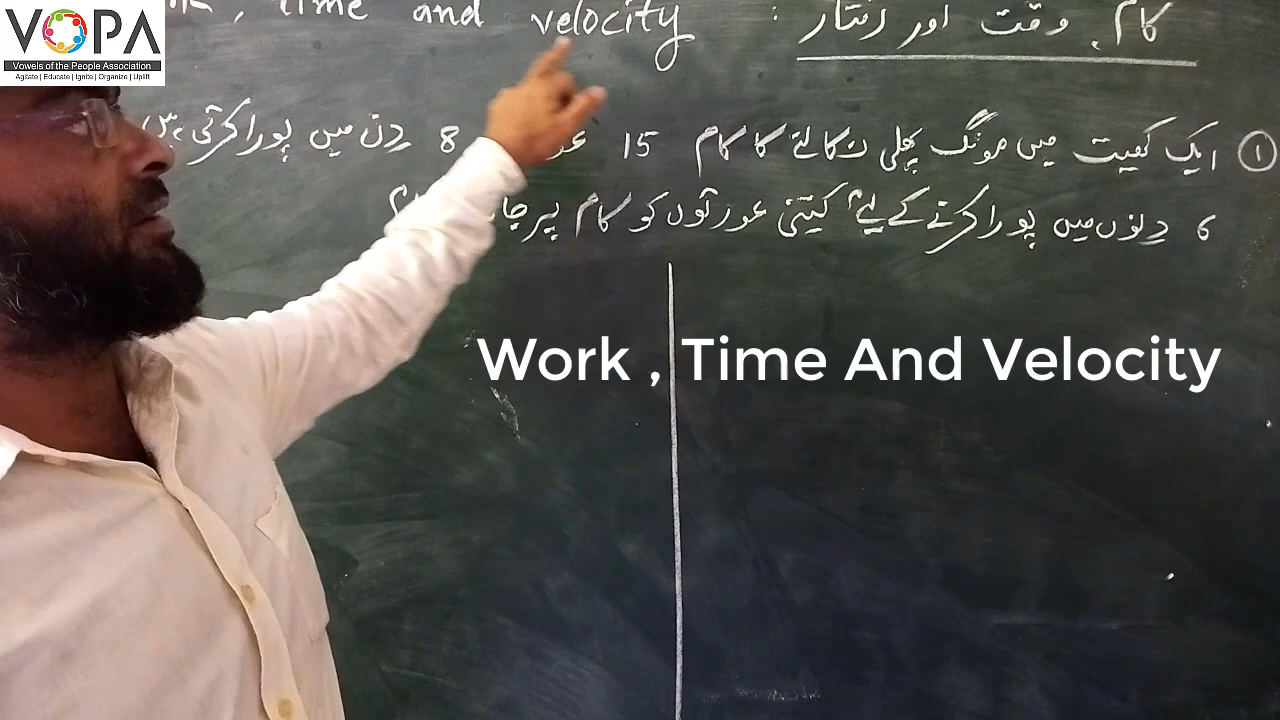 VOPA
Vowels of the People Association
Agitate | Educate | Ignite | Organize | Uplift
, Time and velocity : کام، وقت اور رفتار
① ایک کھیت میں مونگ پھلی نکالنے کا کام 15 8 دن میں پورا کرتی ہیں
6 دنوں میں پورا کرنے کے لیے کتنی عورتوں کو کام پر
Work , Time And Velocity